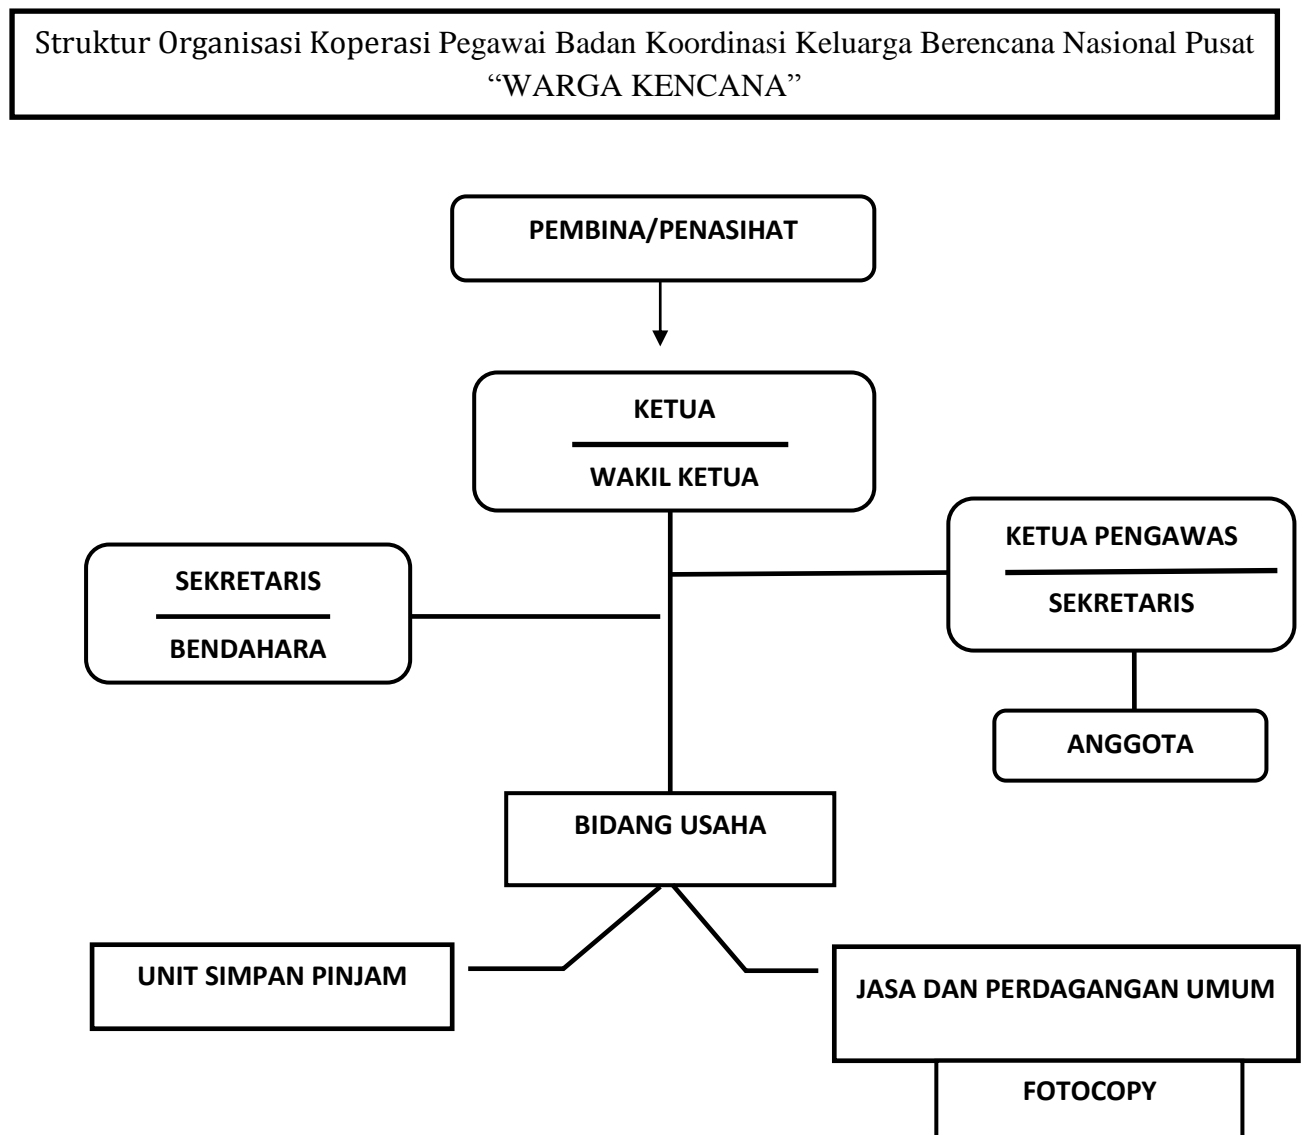 Struktur Organisasi Koperasi Pegawai Badan Koordinasi Keluarga Berencana Nasional Pusat
“WARGA KENCANA”
PEMBINA/PENASIHAT
KETUA
WAKIL KETUA
KETUA PENGAWAS
SEKRETARIS
SEKRETARIS
BENDAHARA
ANGGOTA
BIDANG USAHA
UNIT SIMPAN PINJAM
JASA DAN PERDAGANGAN UMUM
FOTOCOPY